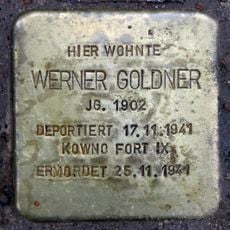 HIER WOHNTE
WERNER GOLDNER
JG. 1902
DEPORTIERT 17.11.1941
KOWNO FORT IX
ERMORDET 25.11.1941